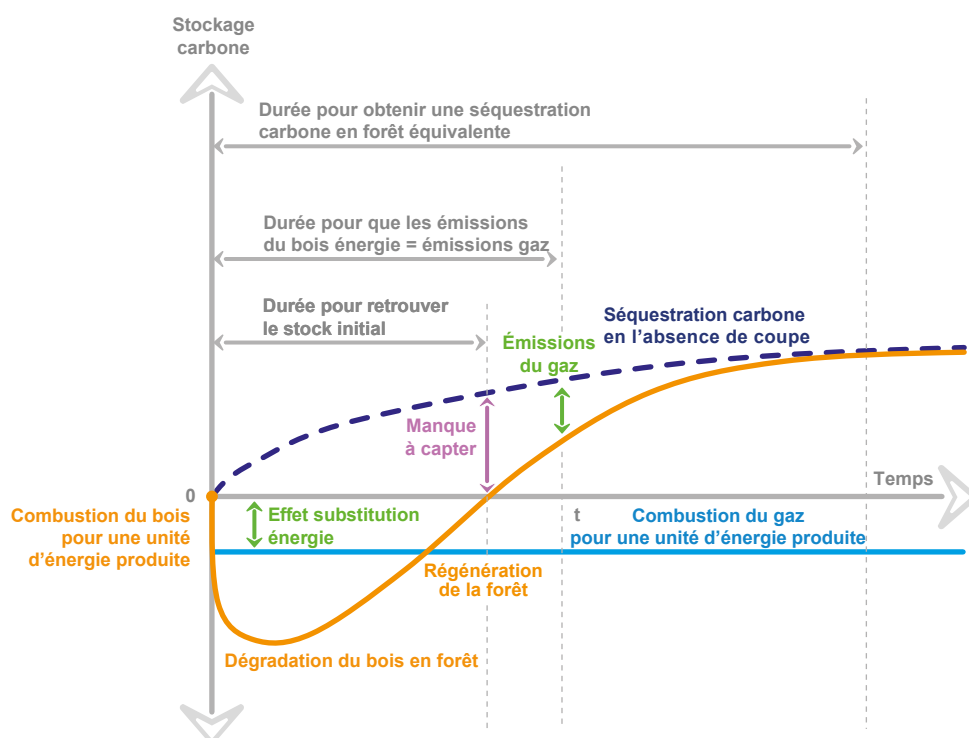 Stockage
carbone
Durée pour obtenir une séquestration
carbone en forêt équivalente
Durée pour que les émissions
du bois énergie = émissions gaz
Durée pour retrouver
le stock initial
Séquestration carbone
en l’absence de coupe
Émissions
du gaz
Manque
à capter
Temps
0
Combustion du bois
pour une unité
d’énergie produite
Effet substitution
énergie
t
Combustion du gaz
pour une unité d’énergie produite
Régénération
de la forêt
Dégradation du bois en forêt